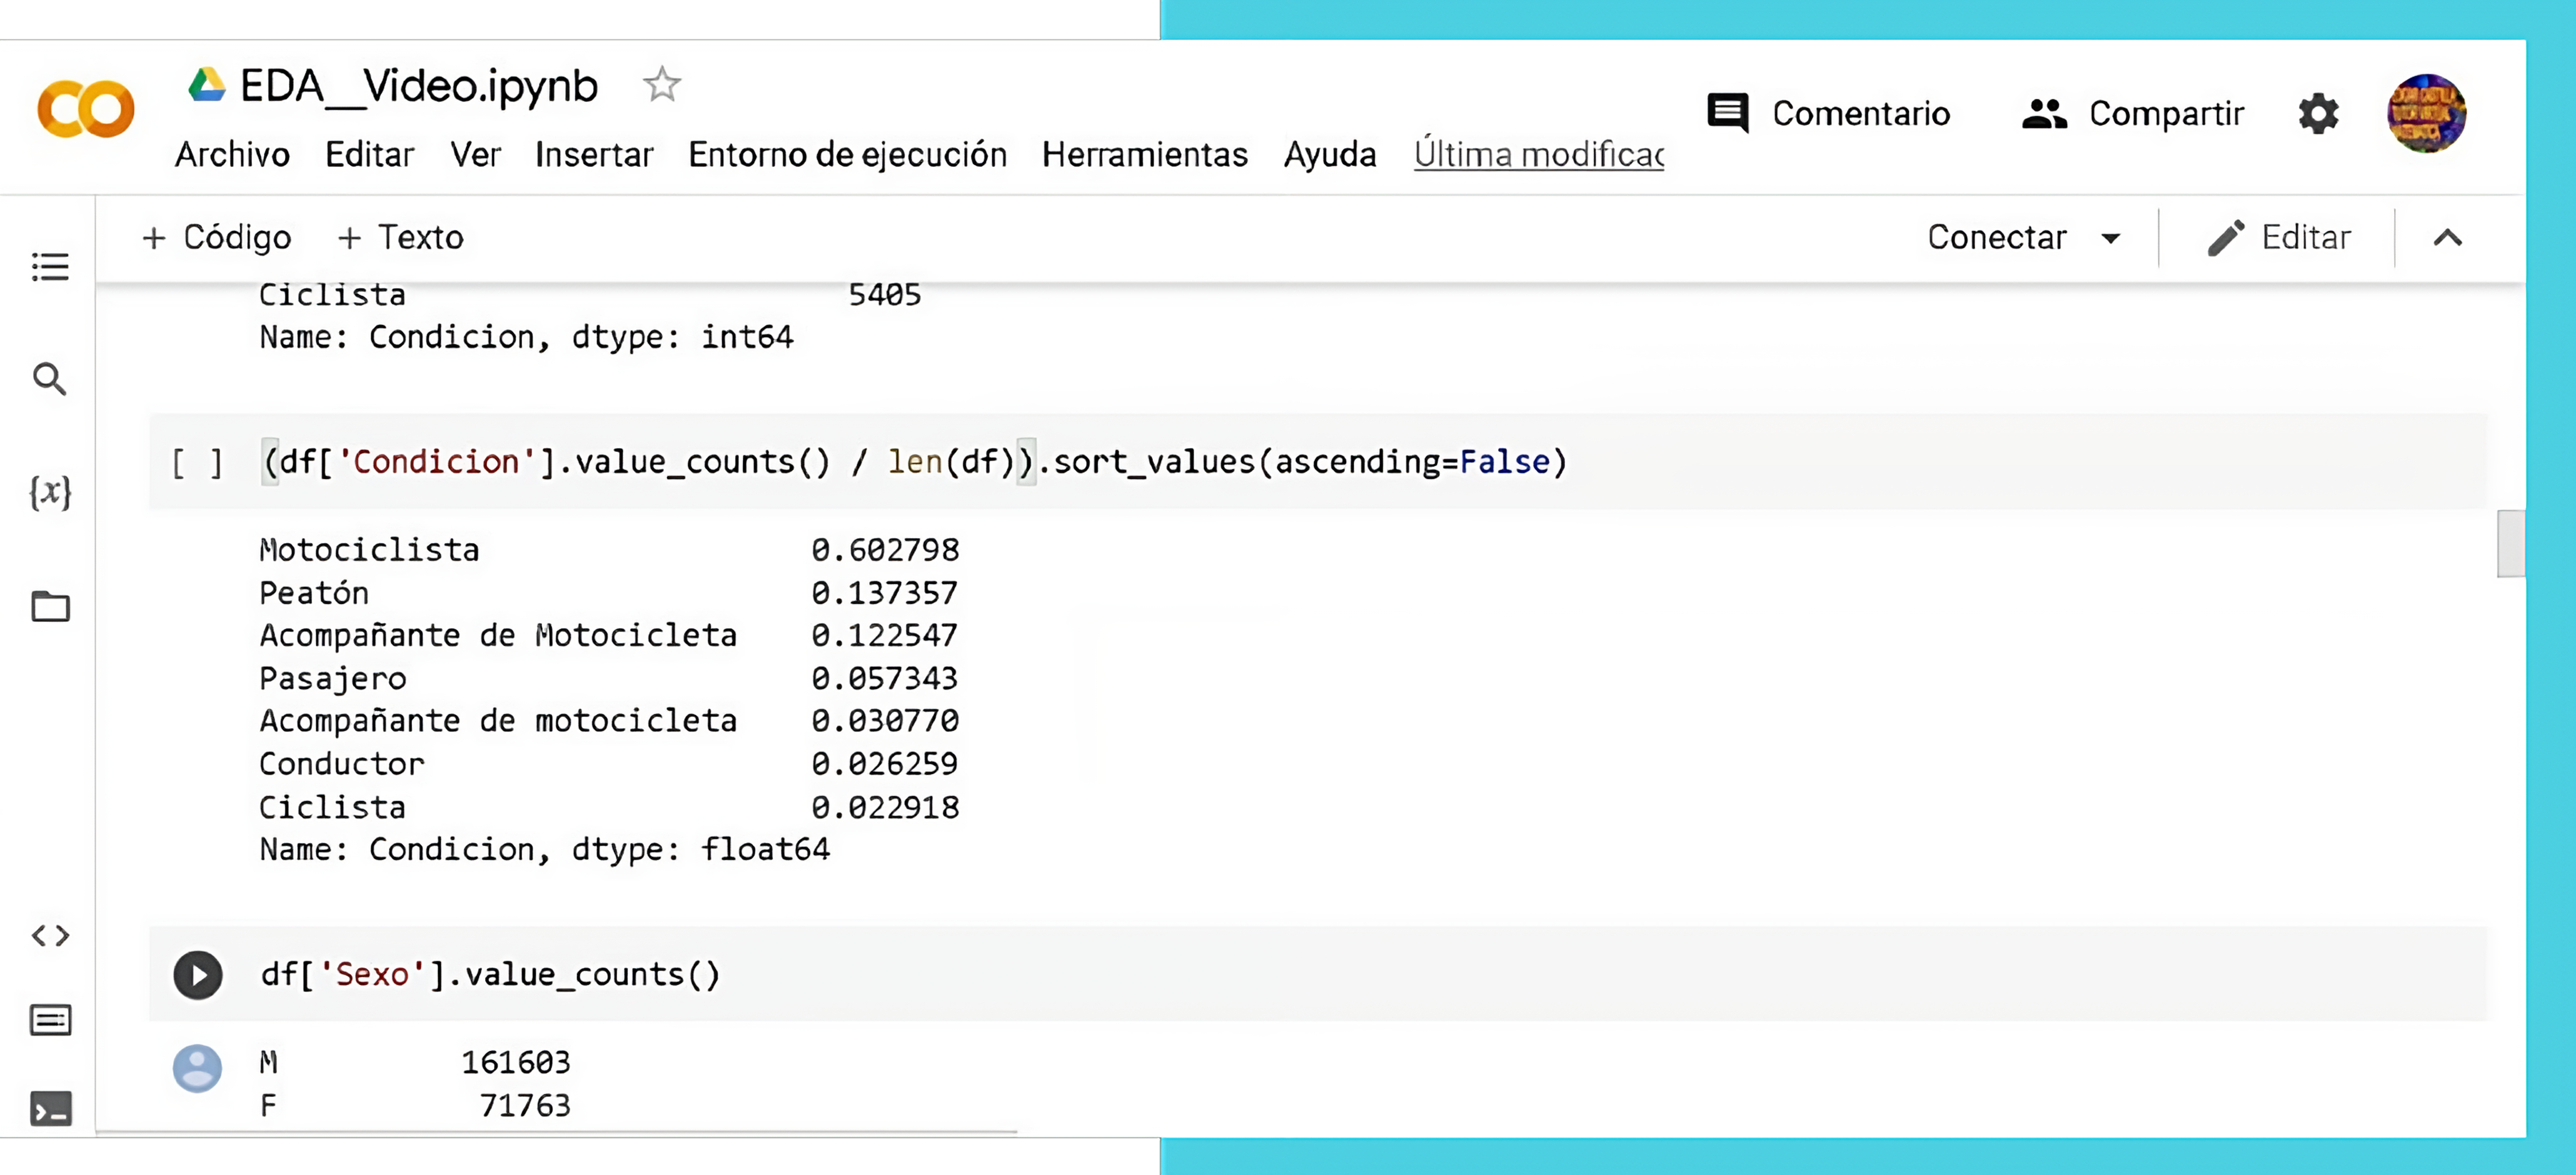 EDA__Video.ipynb
Comentario
Compartir
Archivo Editar Ver Insertar Entorno de ejecución Herramientas Ayuda Última modificac
+ Código + Texto
Conectar
Editar
Ciclista 5405
Name: Condicion, dtype: int64
[ ] (df['Condicion'].value_counts() / len(df)).sort_values(ascending=False)
Motociclista 0.602798
Peatón 0.137357
Acompañante de Motocicleta 0.122547
Pasajero 0.057343
Acompañante de motocicleta 0.030770
Conductor 0.026259
Ciclista 0.022918
Name: Condicion, dtype: float64
df['Sexo'].value_counts()
M 161603
F 71763